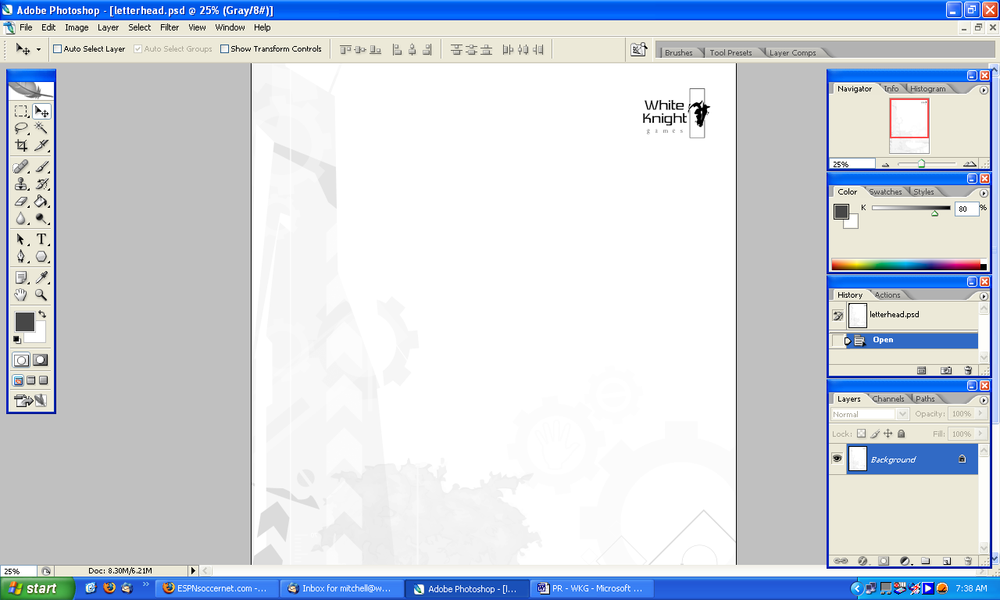 Adobe Photoshop - [letterhead.psd @ 25% (Gray/8#)]
File Edit Image Layer Select Filter View Window Help
Auto Select Layer Auto Select Groups Show Transform Controls
Brushes Tool Presets Layer Comps
White
Knight
games
Navigator Info Histogram
25%
Color Swatches Styles
K 80 %
History Actions
letterhead.psd
Open
Layers Channels Paths
Normal Opacity: 100%
Lock: Fill: 100%
Background
T
25% Doc: 8.30M/6.21M
start ESPNsoccernet.com -... Inbox for mitchell@w... Adobe Photoshop - [l... PR - WKG - Microsoft ... 7:38 AM